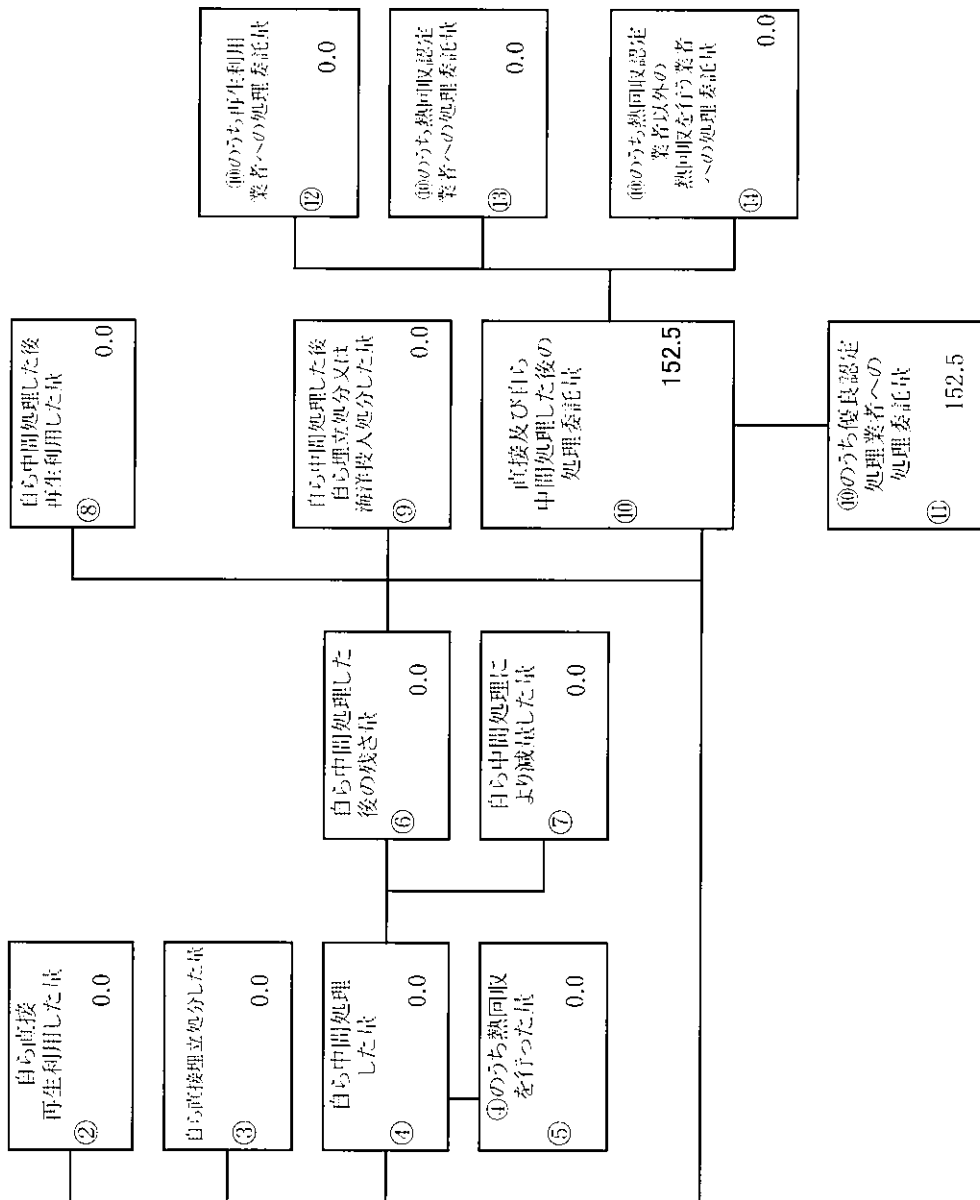 自ら直接
再生利用した量
②
0.0
自ら直接埋立処分した量
③
0.0
自ら中間処理
した量
④
0.0
④のうち熱回収
を行った量
⑤
0.0
自ら中間処理した
後の残さ量
⑥
0.0
自ら中間処理に
より減量した量
⑦
0.0
自ら中間処理した後
再生利用した量
⑧
0.0
自ら中間処理した後
自ら埋立処分又は
海洋投入処分した量
⑨
0.0
直接及び自ら
中間処理した後の
処理委託量
⑩
152.5
⑩のうち優良認定
処理業者への
処理委託量
⑪
152.5
⑩のうち再生利用
業者への処理委託量
⑫
0.0
⑩のうち熱回収認定
業者への処理委託量
⑬
0.0
⑩のうち熱回収認定
業者以外の
熱回収を行う業者
への処理委託量
⑭
0.0